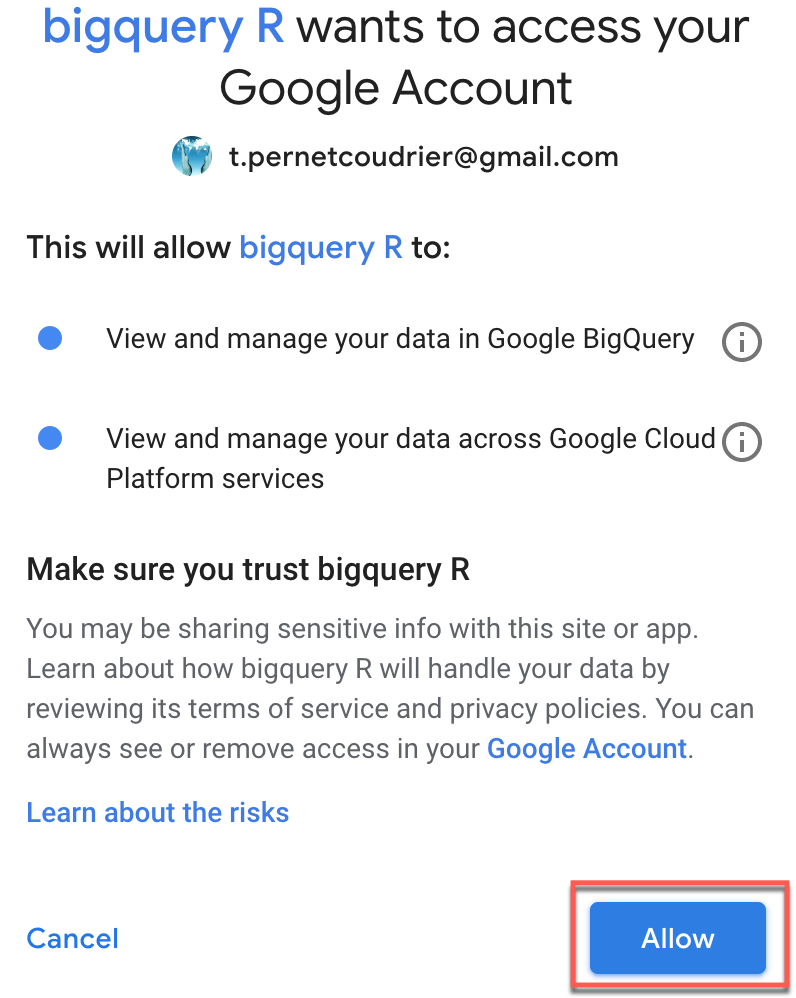 bigquery R wants to access your
Google Account
t.pernetcoudrier@gmail.com
This will allow bigquery R to:
View and manage your data in Google BigQuery
View and manage your data across Google Cloud
Platform services
Make sure you trust bigquery R
You may be sharing sensitive info with this site or app.
Learn about how bigquery R will handle your data by
reviewing its terms of service and privacy policies. You can
always see or remove access in your Google Account.
Learn about the risks
Cancel
Allow